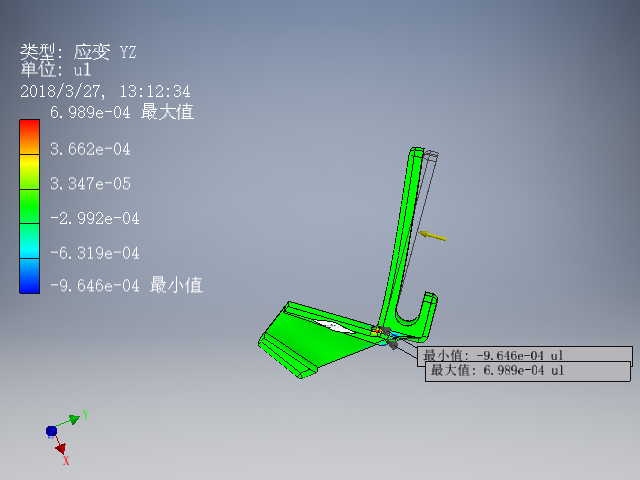 类型: 应变 YZ
单位: ul
2018/3/27, 13:12:34
6.989e-04 最大值
3.662e-04
3.347e-05
-2.992e-04
-6.319e-04
-9.646e-04 最小值
最小值: -9.646e-04 ul
最大值: 6.989e-04 ul
Y
X